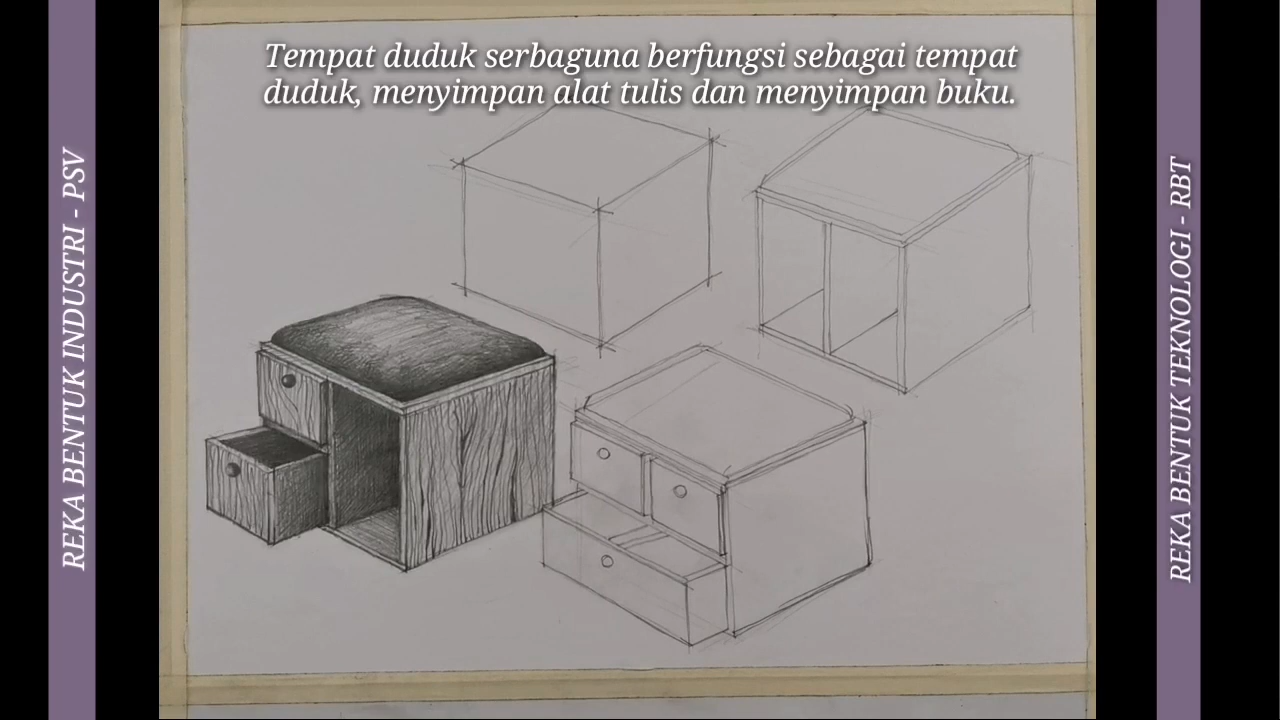 Tempat duduk serbaguna berfungsi sebagai tempat
duduk, menyimpan alat tulis dan menyimpan buku.
REKA BENTUK INDUSTRI - PSV
REKA BENTUK TEKNOLOGI - RBT